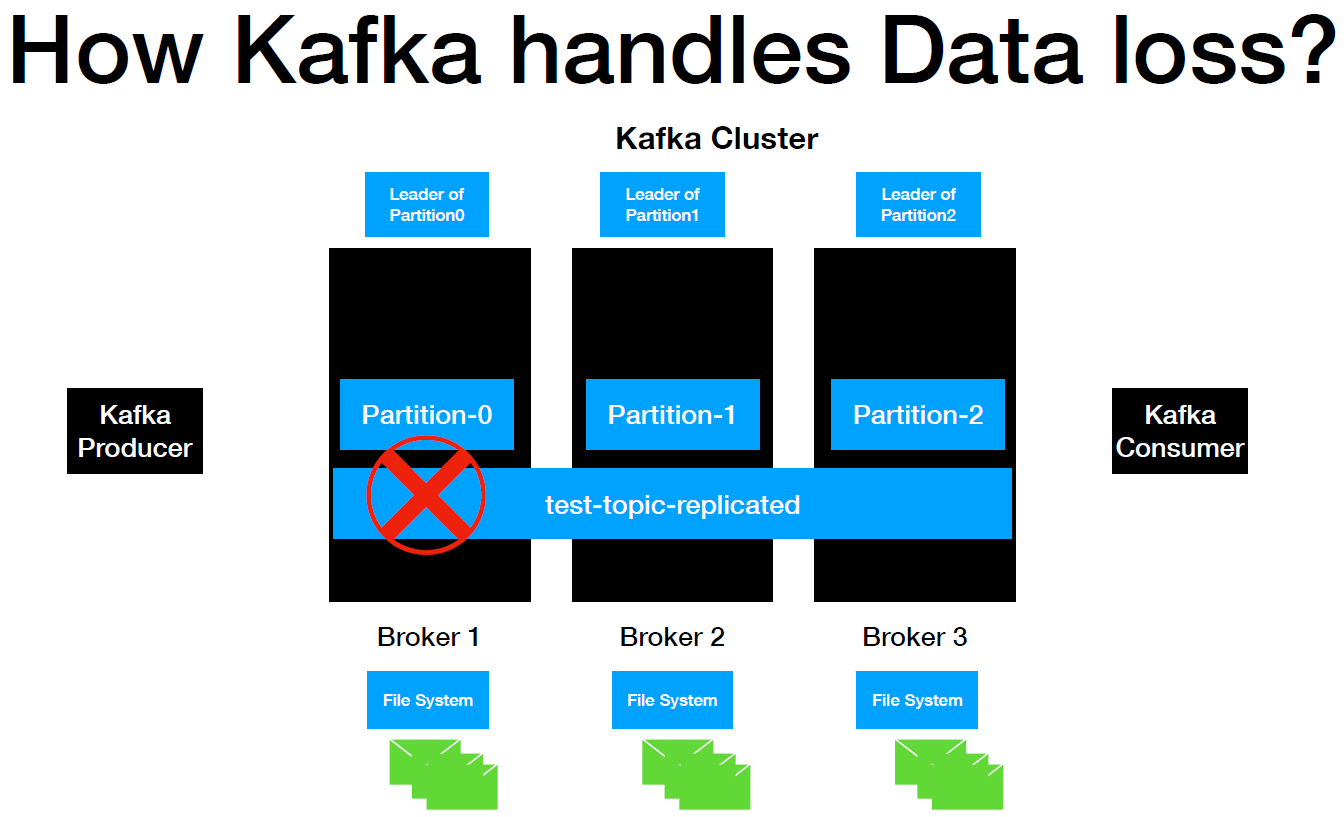 How Kafka handles Data loss?
Kafka Cluster
Leader of
Partition0
Leader of
Partition1
Leader of
Partition2
Kafka
Producer
Partition-0
Partition-1
Partition-2
Kafka
Consumer
test-topic-replicated
Broker 1
Broker 2
Broker 3
File System
File System
File System